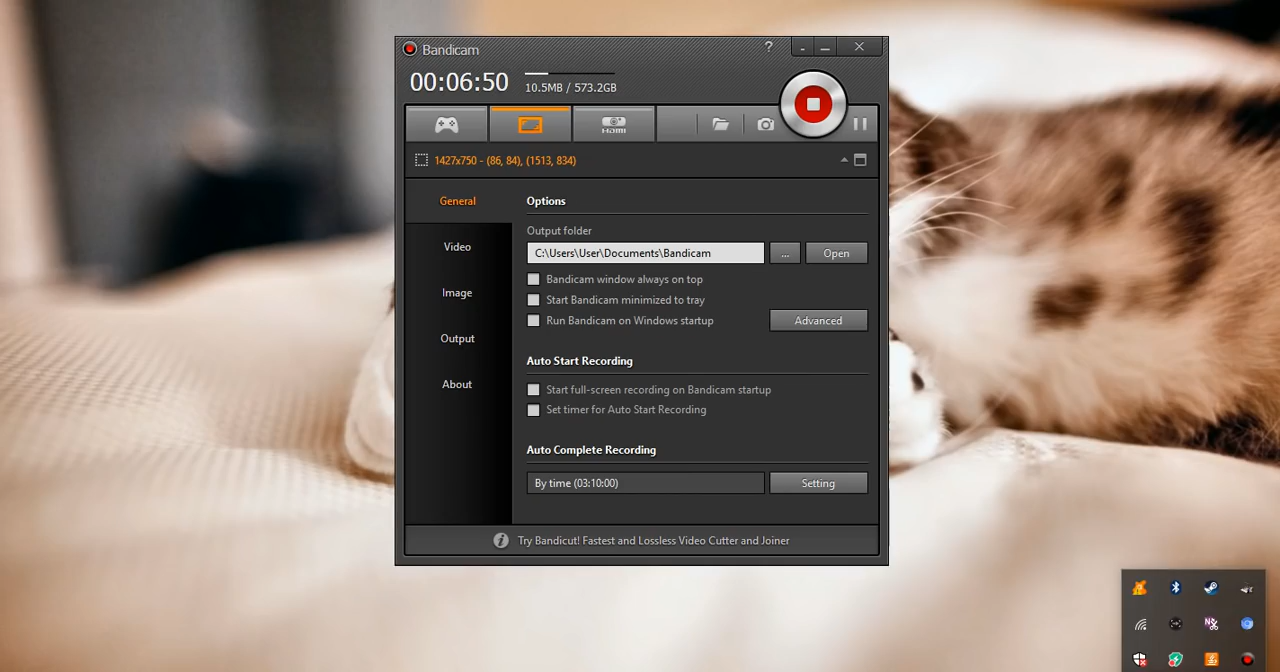 Bandicam
?
00:06:50
10.5MB / 573.2GB
HDMI
1427x750 - (86, 84), (1513, 834)
General
Video
Image
Output
About
Options
Output folder
C:\Users\User\Documents\Bandicam
...
Open
Bandicam window always on top
Start Bandicam minimized to tray
Run Bandicam on Windows startup
Advanced
Auto Start Recording
Start full-screen recording on Bandicam startup
Set timer for Auto Start Recording
Auto Complete Recording
By time (03:10:00)
Setting
Try Bandicut! Fastest and Lossless Video Cutter and Joiner